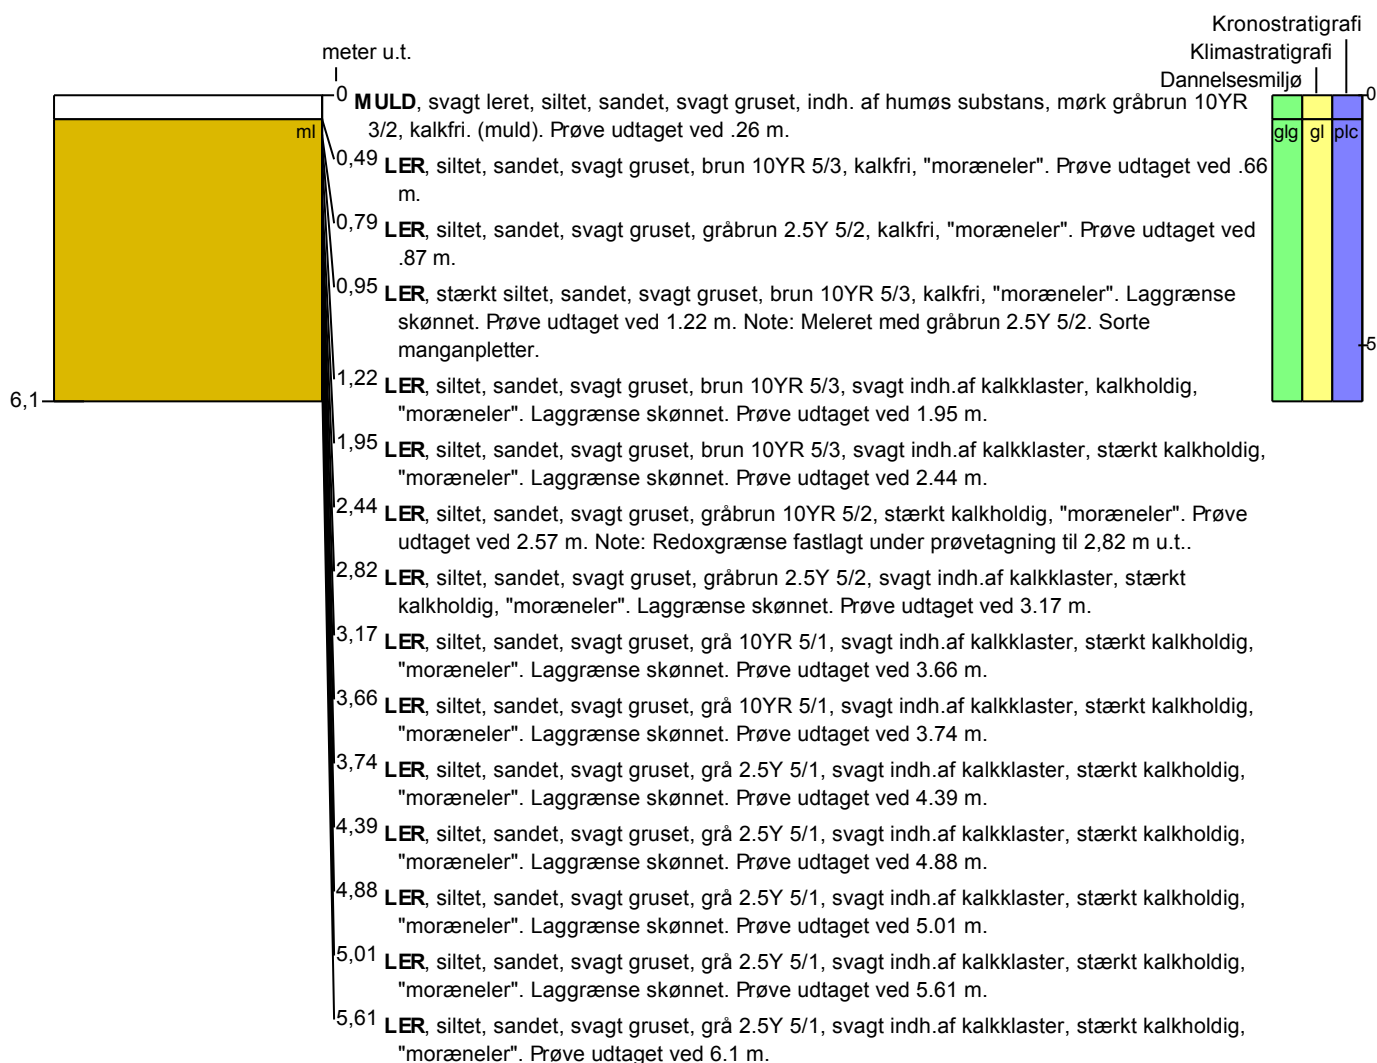 Kronostratigrafi
meter u.t.
Klimastratigrafi
Dannelsesmiljø
0 MULD, svagt leret, siltet, sandet, svagt gruset, indh. af humøs substans, mørk gråbrun 10YR
3/2, kalkfri. (muld). Prøve udtaget ved .26 m.
0
ml
glg gl plc
0,49 LER, siltet, sandet, svagt gruset, brun 10YR 5/3, kalkfri, "moræneler". Prøve udtaget ved .66
m.
0,79 LER, siltet, sandet, svagt gruset, gråbrun 2.5Y 5/2, kalkfri, "moræneler". Prøve udtaget ved
.87 m.
0,95 LER, stærkt siltet, sandet, svagt gruset, brun 10YR 5/3, kalkfri, "moræneler". Laggrænse
skønnet. Prøve udtaget ved 1.22 m. Note: Meleret med gråbrun 2.5Y 5/2. Sorte
manganpletter.
5
1,22 LER, siltet, sandet, svagt gruset, brun 10YR 5/3, svagt indh.af kalkklaster, kalkholdig,
"moræneler". Laggrænse skønnet. Prøve udtaget ved 1.95 m.
6,1
1,95 LER, siltet, sandet, svagt gruset, brun 10YR 5/3, svagt indh.af kalkklaster, stærkt kalkholdig,
"moræneler". Laggrænse skønnet. Prøve udtaget ved 2.44 m.
2,44 LER, siltet, sandet, svagt gruset, gråbrun 10YR 5/2, stærkt kalkholdig, "moræneler". Prøve
udtaget ved 2.57 m. Note: Redoxgrænse fastlagt under prøvetagning til 2,82 m u.t..
2,82 LER, siltet, sandet, svagt gruset, gråbrun 2.5Y 5/2, svagt indh.af kalkklaster, stærkt
kalkholdig, "moræneler". Laggrænse skønnet. Prøve udtaget ved 3.17 m.
3,17 LER, siltet, sandet, svagt gruset, grå 10YR 5/1, svagt indh.af kalkklaster, stærkt kalkholdig,
"moræneler". Laggrænse skønnet. Prøve udtaget ved 3.66 m.
3,66 LER, siltet, sandet, svagt gruset, grå 10YR 5/1, svagt indh.af kalkklaster, stærkt kalkholdig,
"moræneler". Laggrænse skønnet. Prøve udtaget ved 3.74 m.
3,74 LER, siltet, sandet, svagt gruset, grå 2.5Y 5/1, svagt indh.af kalkklaster, stærkt kalkholdig,
"moræneler". Laggrænse skønnet. Prøve udtaget ved 4.39 m.
4,39 LER, siltet, sandet, svagt gruset, grå 2.5Y 5/1, svagt indh.af kalkklaster, stærkt kalkholdig,
"moræneler". Laggrænse skønnet. Prøve udtaget ved 4.88 m.
4,88 LER, siltet, sandet, svagt gruset, grå 2.5Y 5/1, svagt indh.af kalkklaster, stærkt kalkholdig,
"moræneler". Laggrænse skønnet. Prøve udtaget ved 5.01 m.
5,01 LER, siltet, sandet, svagt gruset, grå 2.5Y 5/1, svagt indh.af kalkklaster, stærkt kalkholdig,
"moræneler". Laggrænse skønnet. Prøve udtaget ved 5.61 m.
5,61 LER, siltet, sandet, svagt gruset, grå 2.5Y 5/1, svagt indh.af kalkklaster, stærkt kalkholdig,
"moræneler". Prøve udtaget ved 6.1 m.